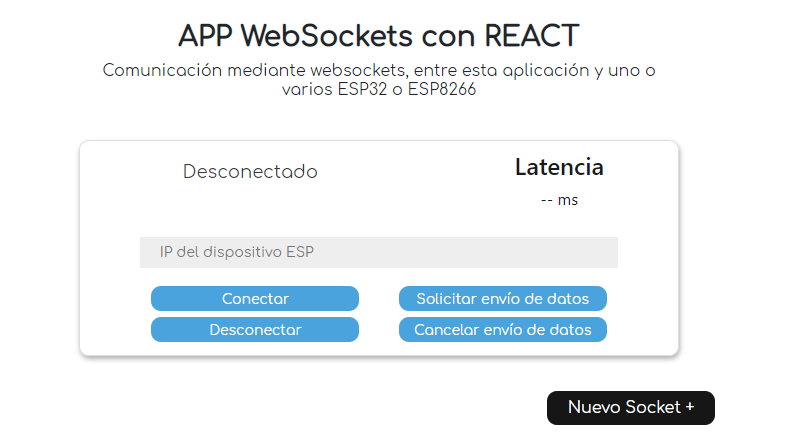 APP WebSockets con REACT
Comunicación mediante websockets, entre esta aplicación y uno o
varios ESP32 o ESP8266
Desconectado
Latencia
-- ms
IP del dispositivo ESP
Conectar
Solicitar envío de datos
Desconectar
Cancelar envío de datos
Nuevo Socket +